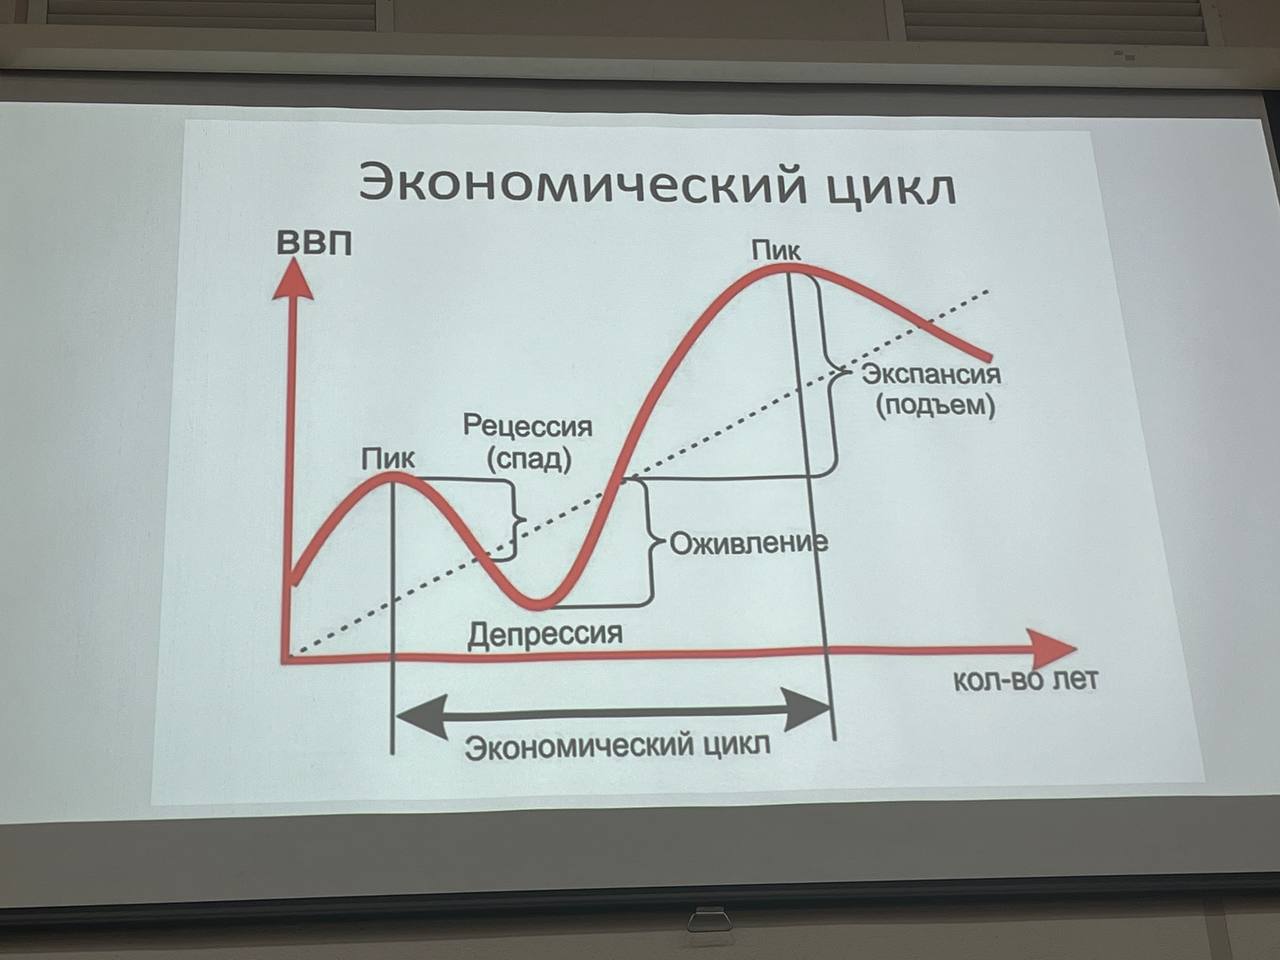 Экономический цикл
ВВП
Пик
Экспансия
(подъем)
Рецессия
(спад)
Пик
Оживление
Депрессия
кол-во лет
Экономический цикл